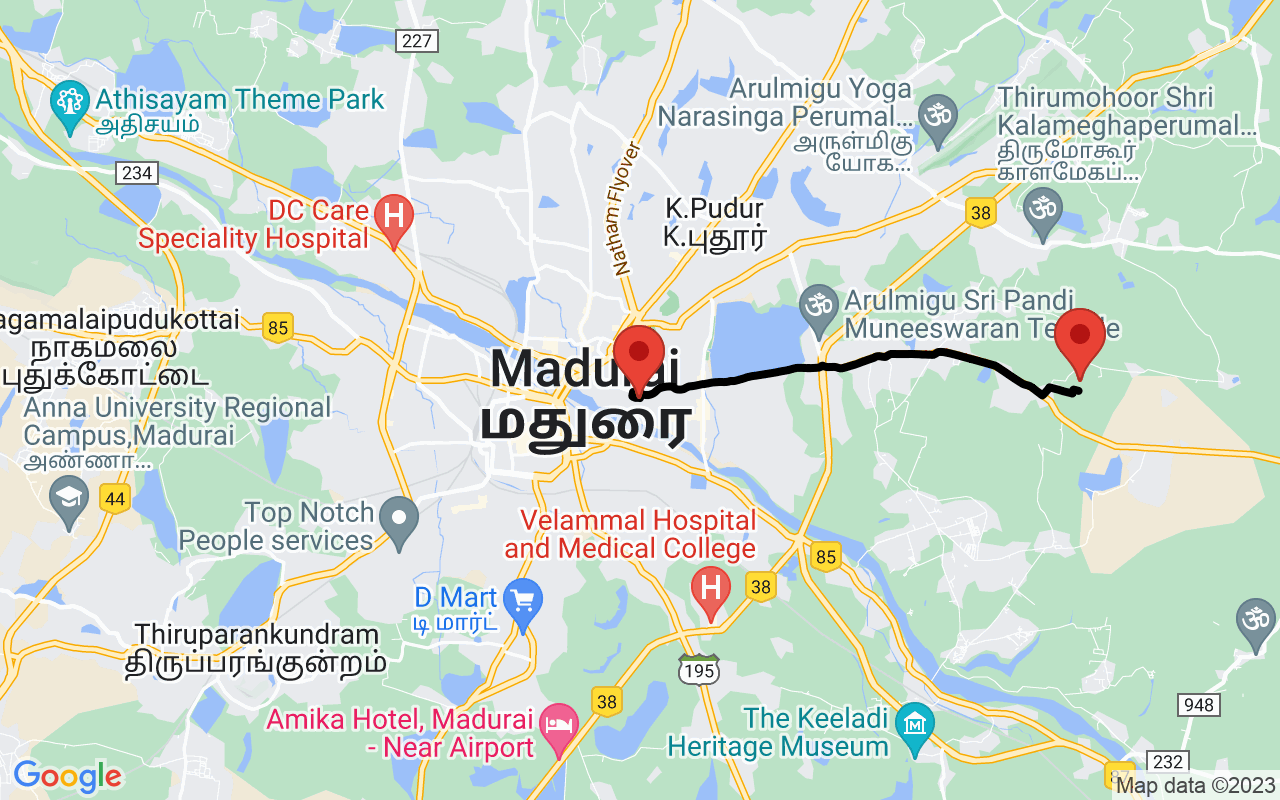 227
Athisayam Theme Park
அதிசயம்
Arulmigu Yoga
Narasinga Perumal...
அருள்மிகு
யோக...
Thirumohoor Shri
Kalameghaperumal...
திருமோகூர்
காளமேகப்...
234
Natham Flyover
DC Care
Speciality Hospital
K.Pudur
K.புதூர்
38
agamalaipudukottai
நாகமலை
புதுக்கோட்டை
85
Arulmigu Sri Pandi
Muneeswaran Te
e
Madurai
மதுரை
Anna University Regional
Campus,Madurai
அண்ணா...
44
Top Notch
People services
Velammal Hospital
and Medical College
85
38
D Mart
டி மார்ட்
Thiruparankundram
திருப்பரங்குன்றம்
195
38
948
Amika Hotel, Madurai
- Near Airport
The Keeladi
Heritage Museum
232
Google
Map data ©2023